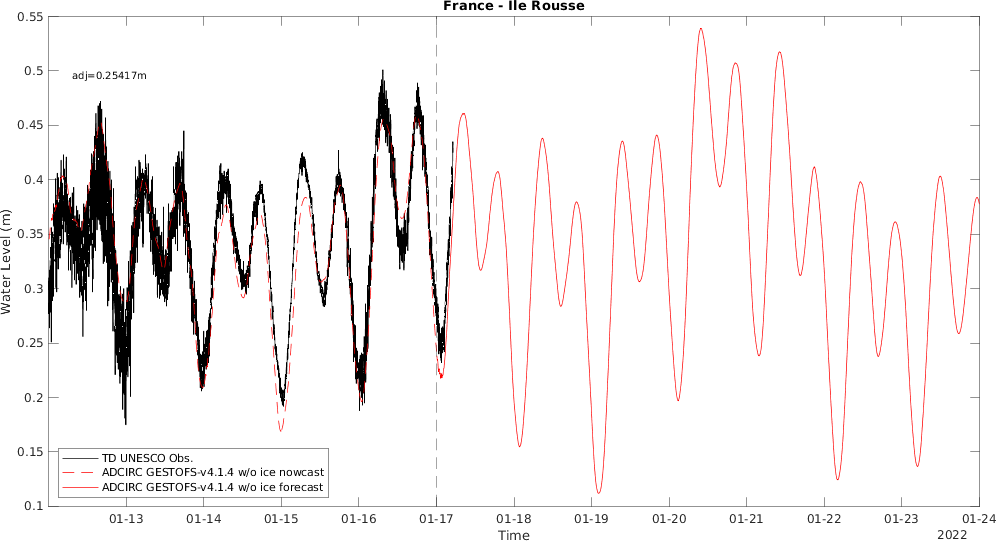 France - Ile Rousse
adj=0.25417m
Water Level (m)
0.55
0.5
0.45
0.4
0.35
0.3
0.25
0.2
0.15
0.1
TD UNESCO Obs.
ADCIRC GESTOFS-v4.1.4 w/o ice nowcast
ADCIRC GESTOFS-v4.1.4 w/o ice forecast
01-13 01-14 01-15 01-16 01-17 01-18 01-19 01-20 01-21 01-22 01-23 01-24
Time
2022